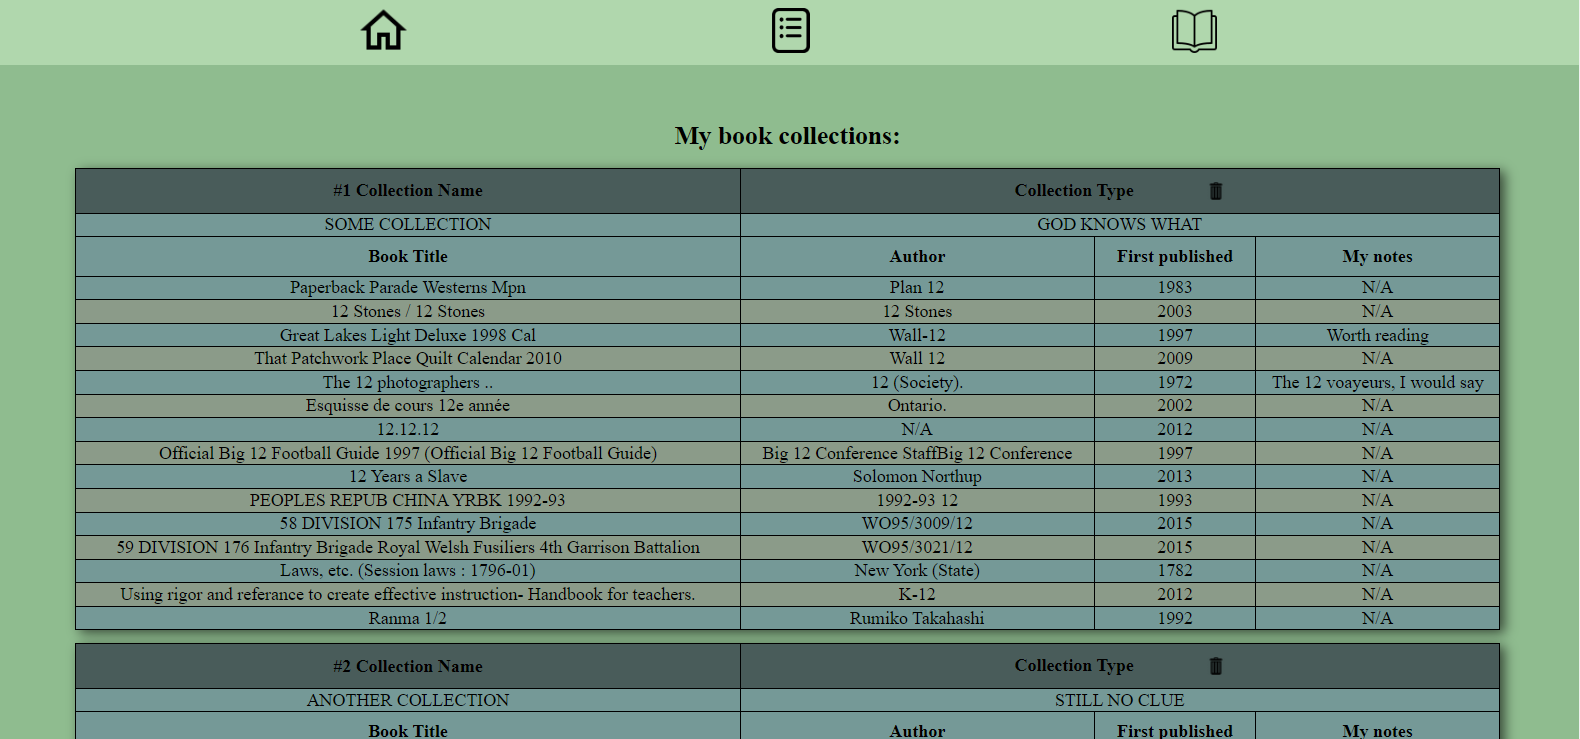 My book collections:
#1 Collection Name Collection Type
SOME COLLECTION GOD KNOWS WHAT
Book Title Author First published My notes
Paperback Parade Westerns Mpn Plan 12 1983 N/A
12 Stones / 12 Stones 12 Stones 2003 N/A
Great Lakes Light Deluxe 1998 Cal Wall-12 1997 Worth reading
That Patchwork Place Quilt Calendar 2010 Wall 12 2009 N/A
The 12 photographers .. 12 (Society). 1972 The 12 voayeurs, I would say
Esquisse de cours 12e année Ontario. 2002 N/A
12.12.12 N/A 2012 N/A
Official Big 12 Football Guide 1997 (Official Big 12 Football Guide) Big 12 Conference StaffBig 12 Conference 1997 N/A
12 Years a Slave Solomon Northup 2013 N/A
PEOPLES REPUB CHINA YRBK 1992-93 1992-93 12 1993 N/A
58 DIVISION 175 Infantry Brigade WO95/3009/12 2015 N/A
59 DIVISION 176 Infantry Brigade Royal Welsh Fusiliers 4th Garrison Battalion WO95/3021/12 2015 N/A
Laws, etc. (Session laws : 1796-01) New York (State) 1782 N/A
Using rigor and referance to create effective instruction- Handbook for teachers. K-12 2012 N/A
Ranma 1/2 Rumiko Takahashi 1992 N/A
#2 Collection Name Collection Type
ANOTHER COLLECTION STILL NO CLUE
Book Title Author First published My notes